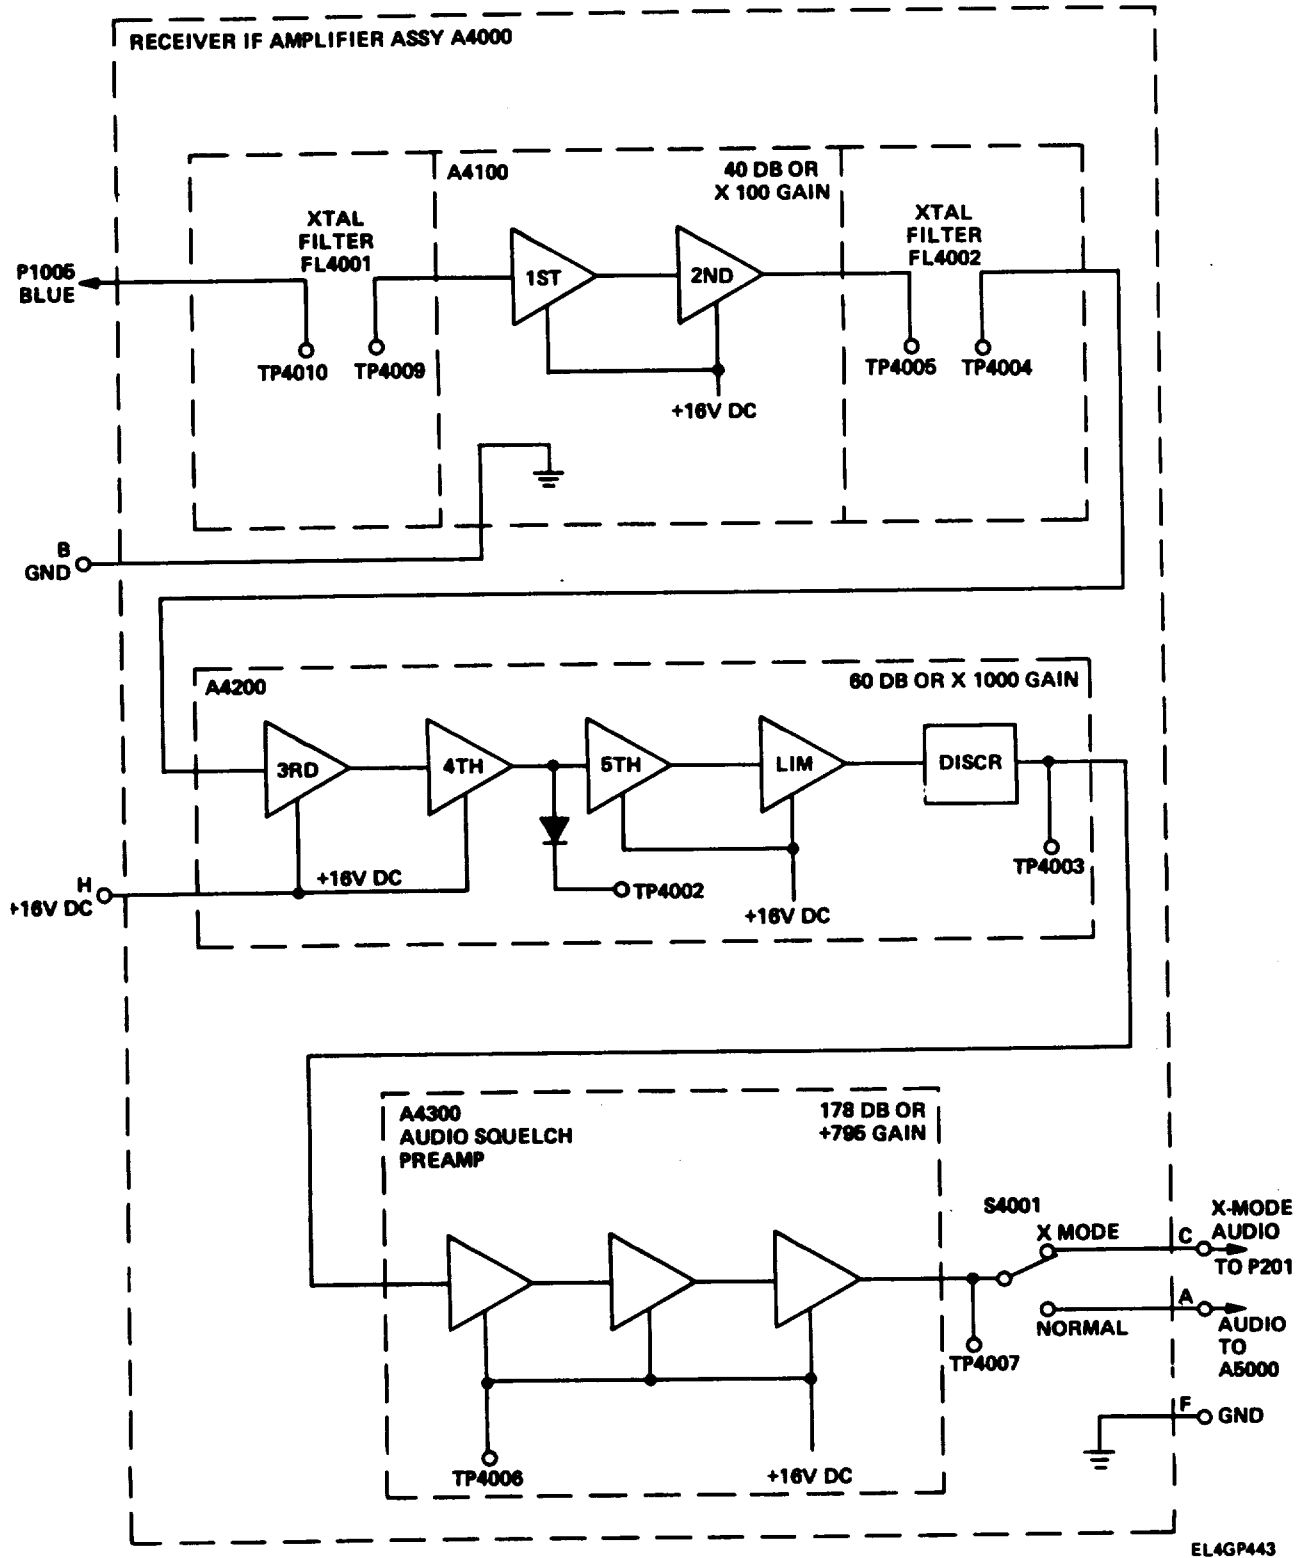 RECEIVER IF AMPLIFIER ASSY A4000
A4100
40 DB OR
X 100 GAIN
XTAL
FILTER
FL4001
XTAL
FILTER
FL4002
P1005
BLUE
1ST
2ND
TP4010
TP4009
TP4005
TP4004
+16V DC
B
GND
A4200
60 DB OR X 1000 GAIN
3RD
4TH
5TH
LIM
DISCR
TP4003
H
+16V DC
+16V DC
TP4002
+16V DC
A4300
AUDIO SQUELCH
PREAMP
178 DB OR
+795 GAIN
S4001
X MODE
C
X-MODE
AUDIO
TO P201
A
NORMAL
AUDIO
TO
A5000
TP4007
F
GND
TP4006
+16V DC
EL4GP443